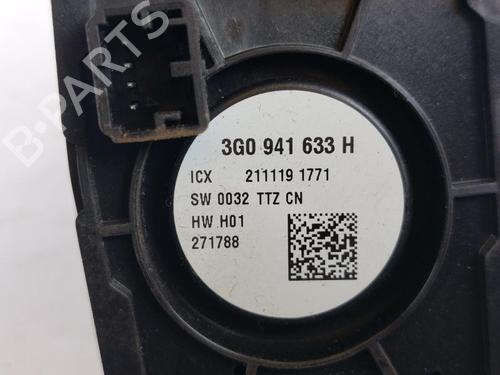 B-PARTS
3G0 941 633 H
ICX 211119 1771
SW 0032 TTZ CN
HW H01
271788